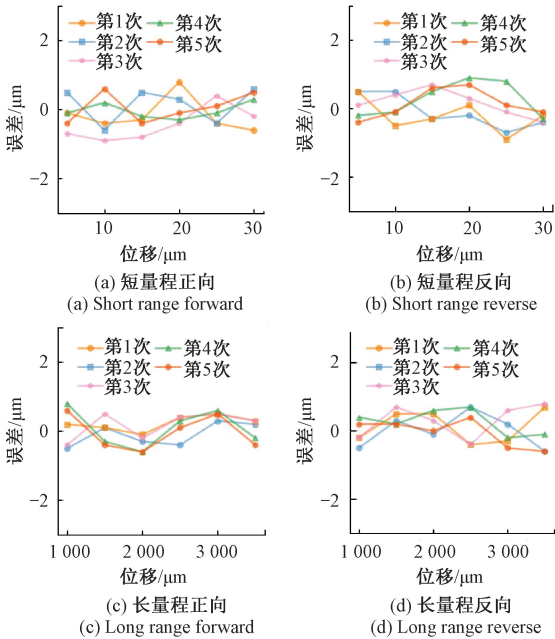 第1次 第4次
第2次 第5次
第3次
2
0
−2
误差/μm
10 20 30
位移/μm
(a) 短量程正向
(a) Short range forward
第1次 第4次
第2次 第5次
第3次
2
0
−2
误差/μm
10 20 30
位移/μm
(b) 短量程反向
(b) Short range reverse
第1次 第4次
第2次 第5次
第3次
2
0
−2
误差/μm
1 000 2 000 3 000
位移/μm
(c) 长量程正向
(c) Long range forward
第1次 第4次
第2次 第5次
第3次
2
0
−2
误差/μm
1 000 2 000 3 000
位移/μm
(d) 长量程反向
(d) Long range reverse